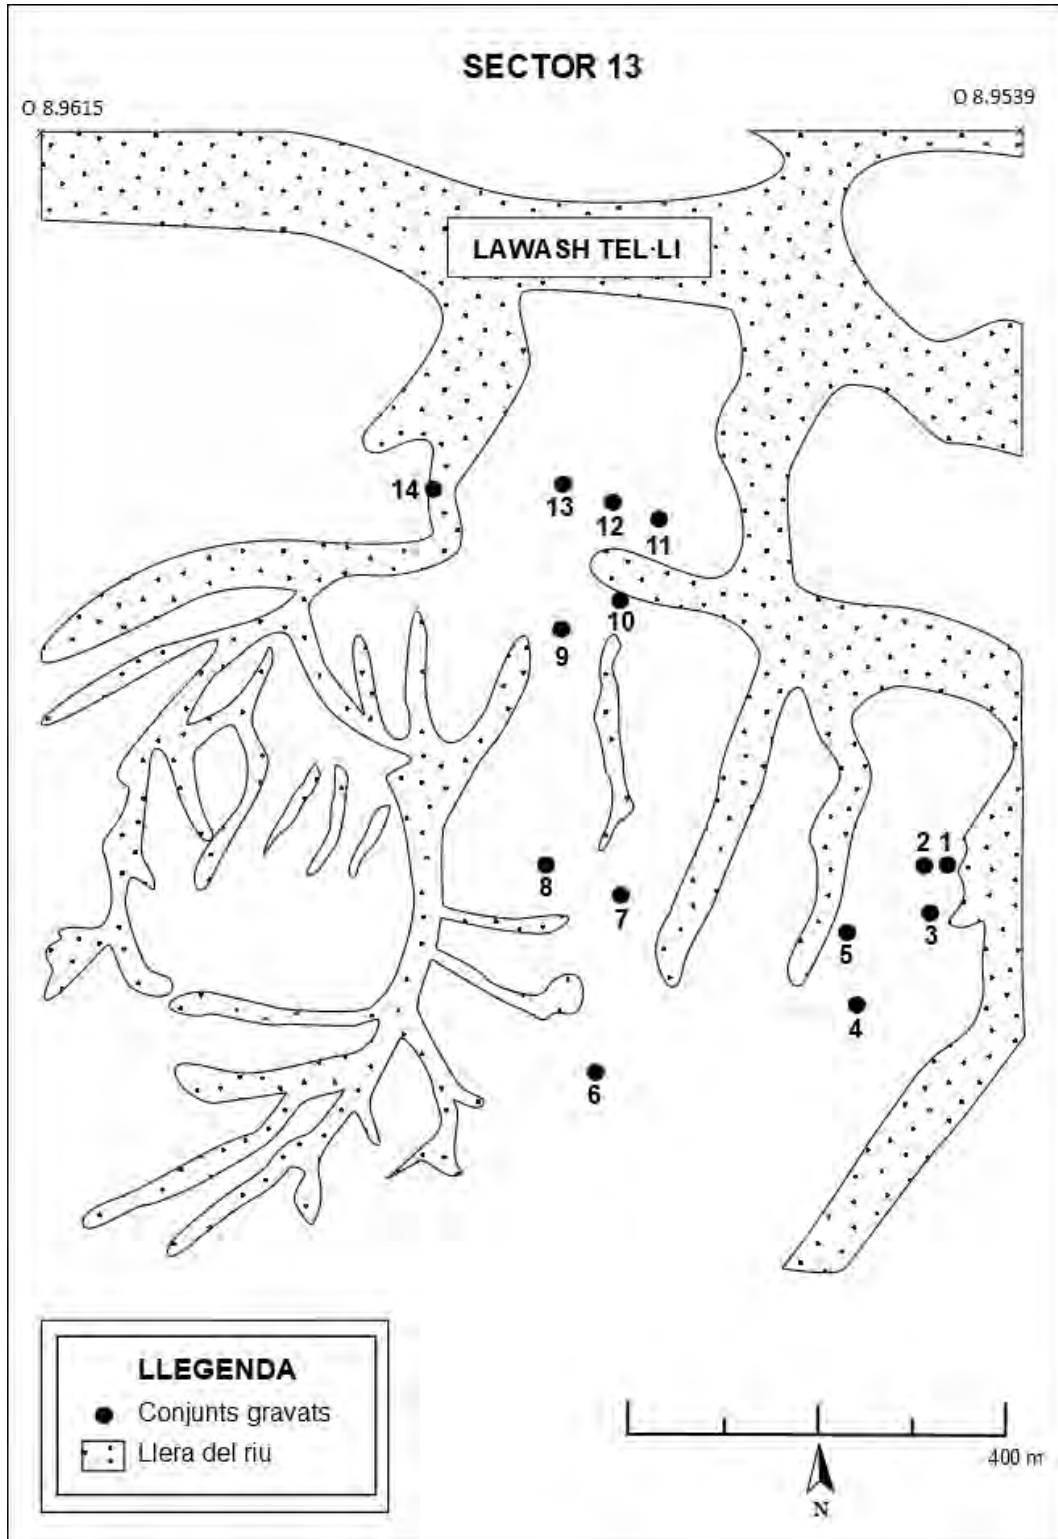 SECTOR 13
O 8.9615
O 8.9539
LAWASH TEL·LI
14
13
12
11
10
9
2 1
8
7
3
5
4
6
LLEGENDA
Conjunts gravats
Llera del riu
400 m
N